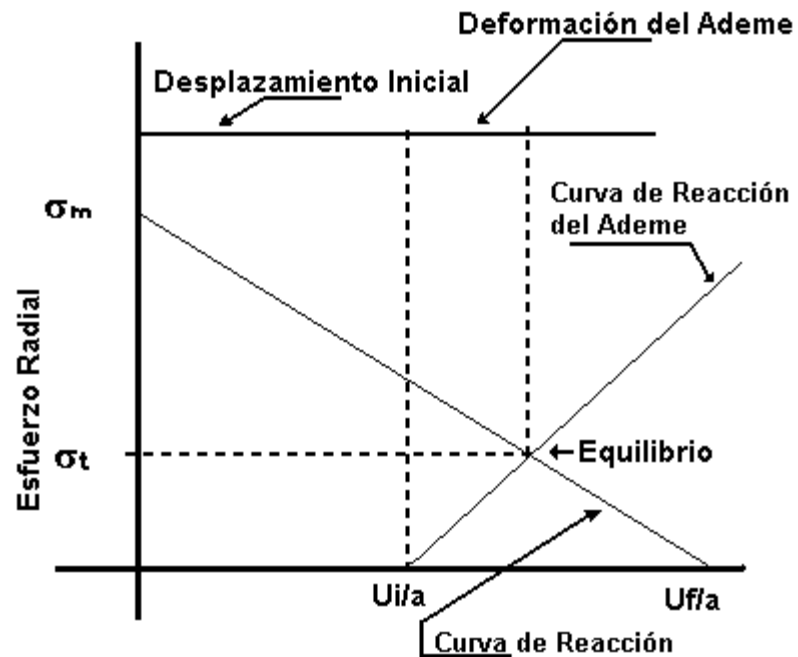 Deformación del Ademe
Desplazamiento Inicial
σm
Curva de Reacción
del Ademe
Esfuerzo Radial
σt
Equilibrio
Ui/a
Uf/a
Curva de Reacción